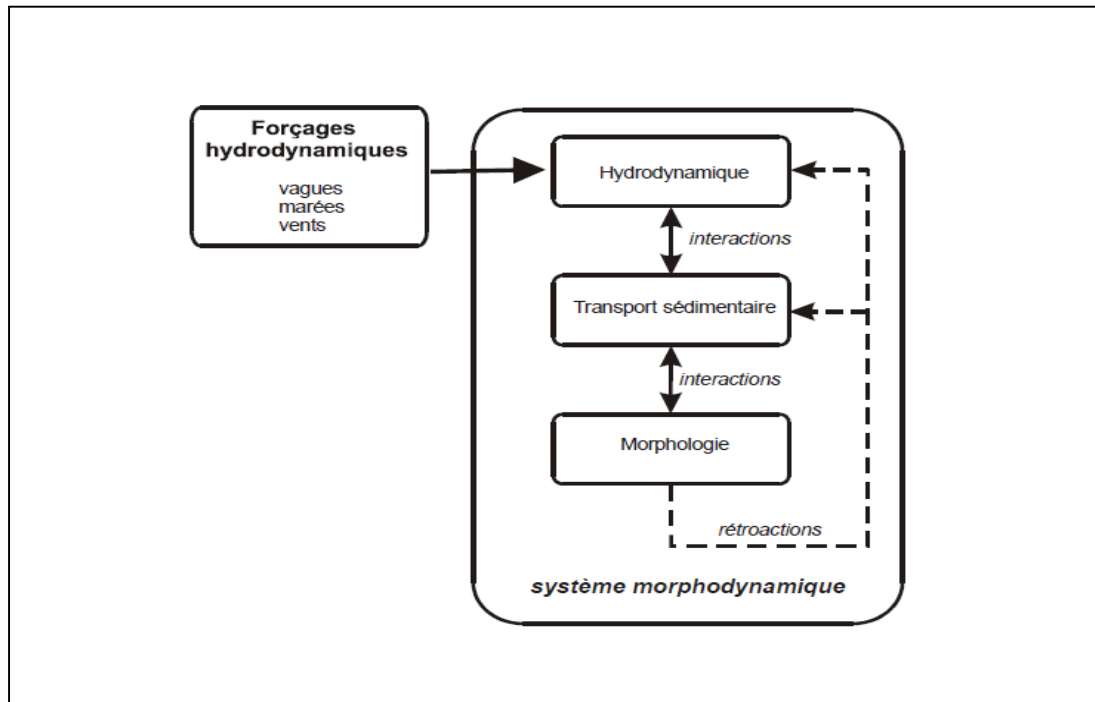 Forçages
hydrodynamiques
vagues
marées
vents
Hydrodynamique
interactions
Transport sédimentaire
interactions
Morphologie
rétroactions
système morphodynamique